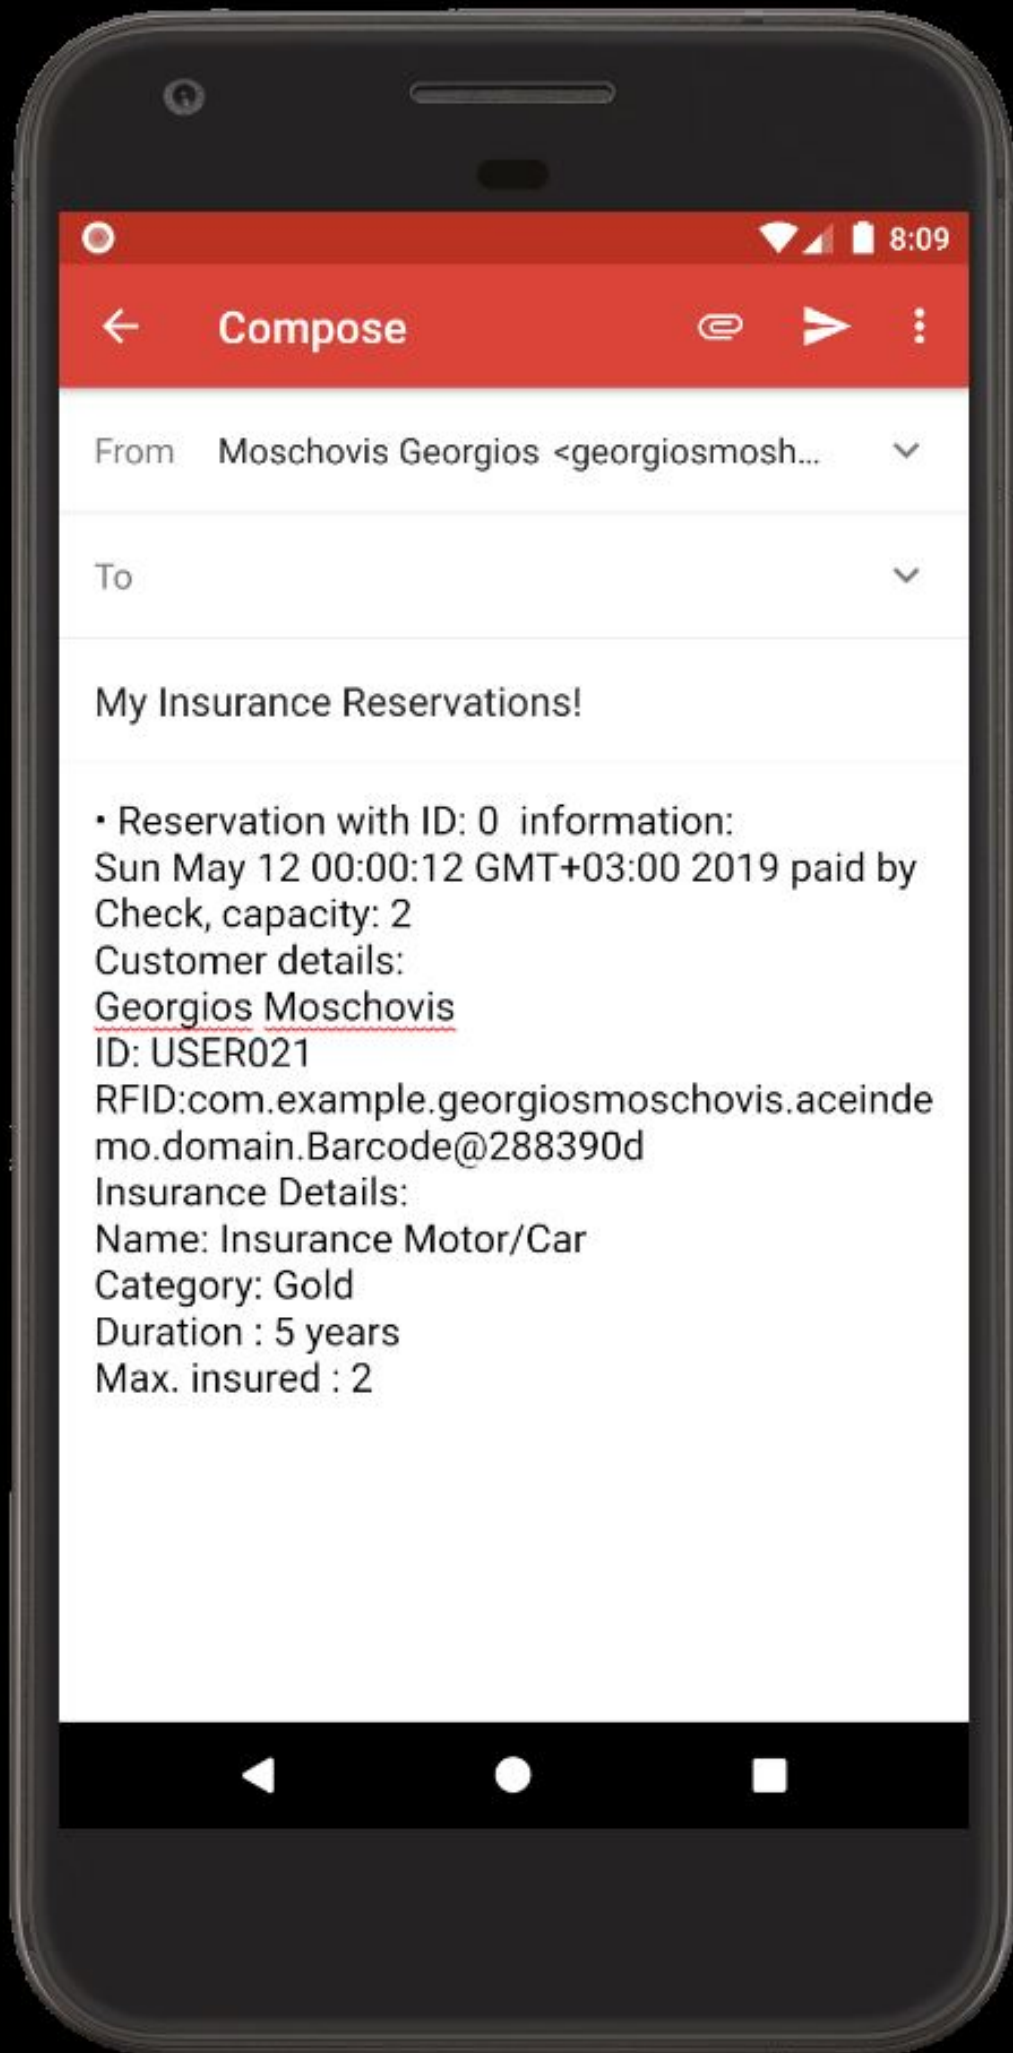 8:09
Compose
From Moschovis Georgios <georgiosmosh...
To
My Insurance Reservations!
• Reservation with ID: 0  information:
Sun May 12 00:00:12 GMT+03:00 2019 paid by
Check, capacity: 2
Customer details:
Georgios Moschovis
ID: USER021
RFID:com.example.georgiosmoschovis.aceinde
mo.domain.Barcode@288390d
Insurance Details:
Name: Insurance Motor/Car
Category: Gold
Duration : 5 years
Max. insured : 2